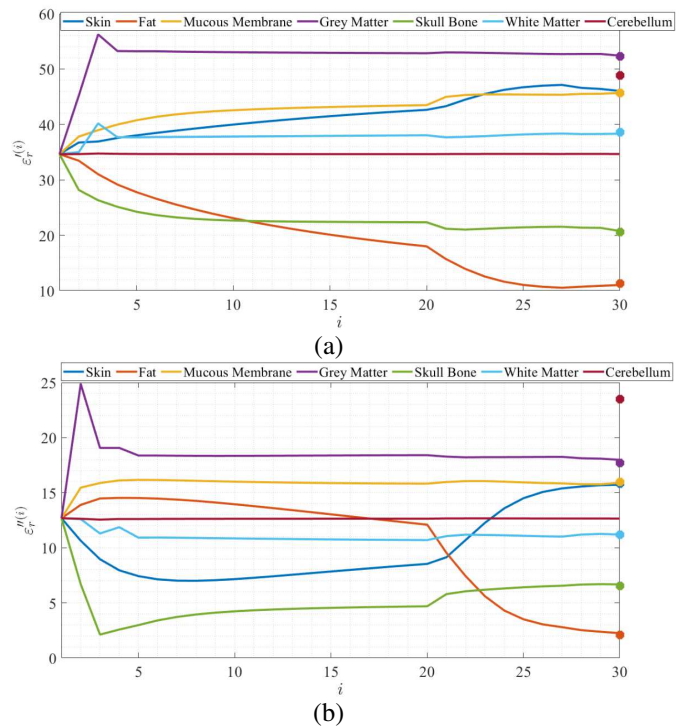 60
Skin Fat Mucous Membrane Grey Matter Skull Bone White Matter Cerebellum
50
40
30
20
10
ε′r(i)
5 10 15 20 25 30
i
(a)
Skin Fat Mucous Membrane Grey Matter Skull Bone White Matter Cerebellum
25
20
15
10
5
0
ε″r(i)
5 10 15 20 25 30
i
(b)